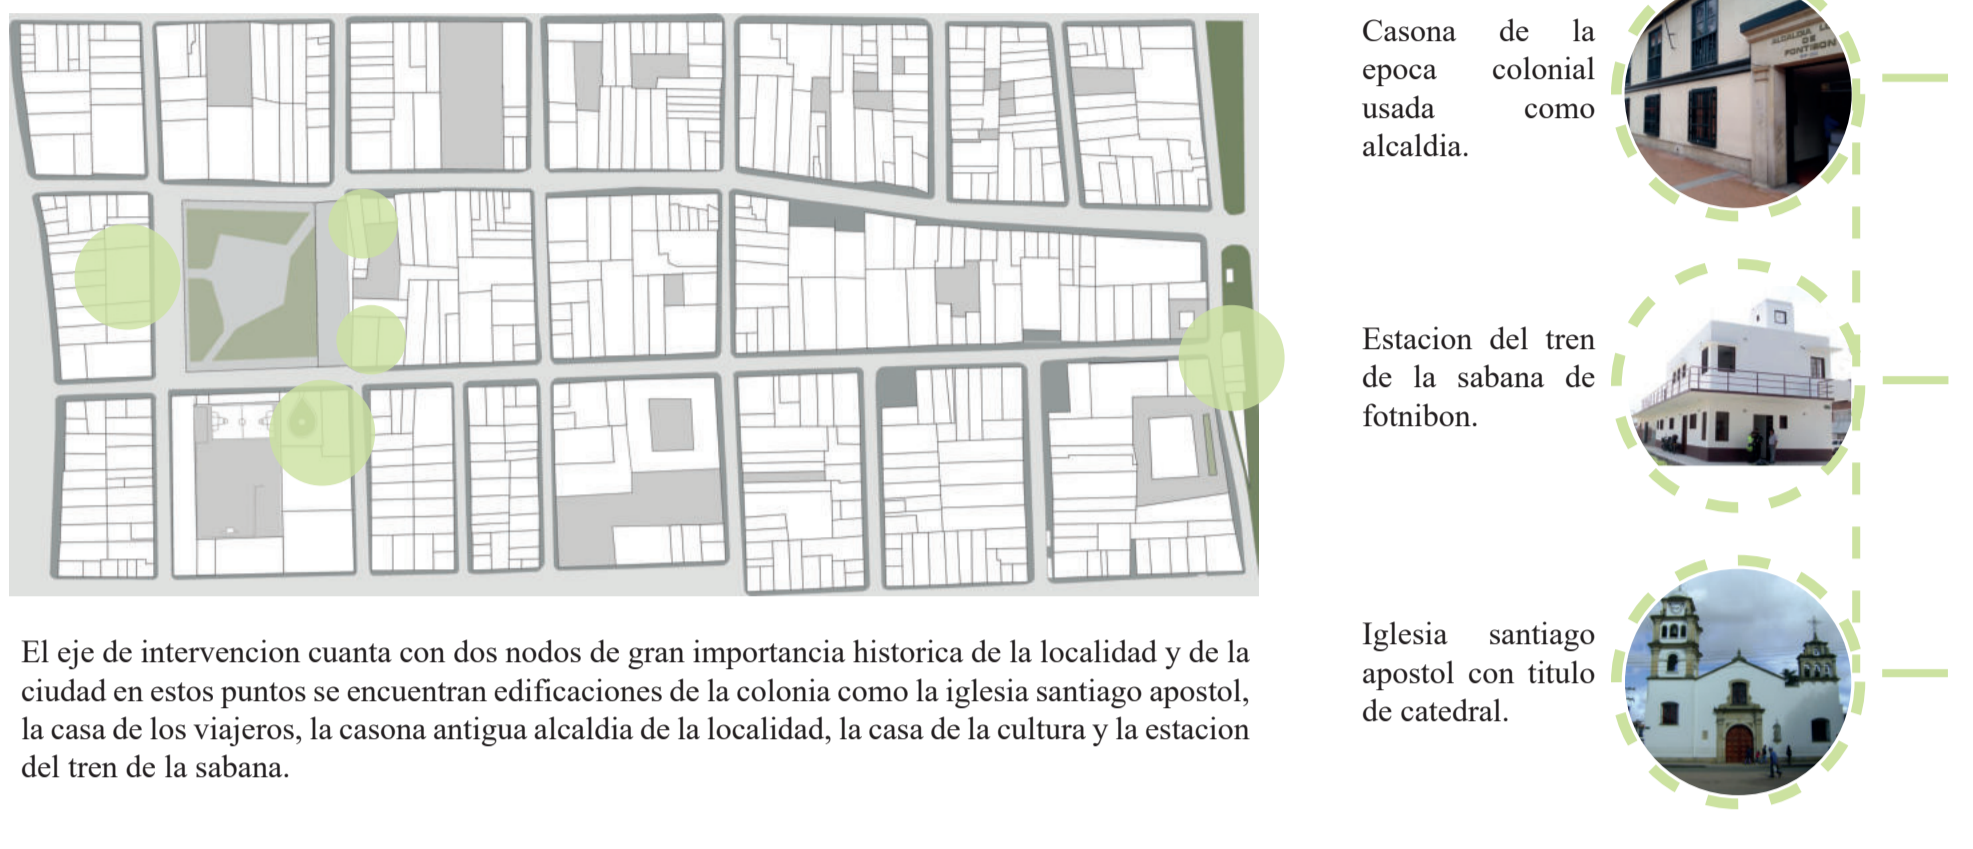 Casona de la
epoca colonial
usada como
alcaldia.
ALCALDIA
DE
FONTIBON
Estacion del tren
de la sabana de
fotnibon.
Iglesia santiago
apostol con titulo
de catedral.
El eje de intervencion cuanta con dos nodos de gran importancia historica de la localidad y de la
ciudad en estos puntos se encuentran edificaciones de la colonia como la iglesia santiago apostol,
la casa de los viajeros, la casona antigua alcaldia de la localidad, la casa de la cultura y la estacion
del tren de la sabana.